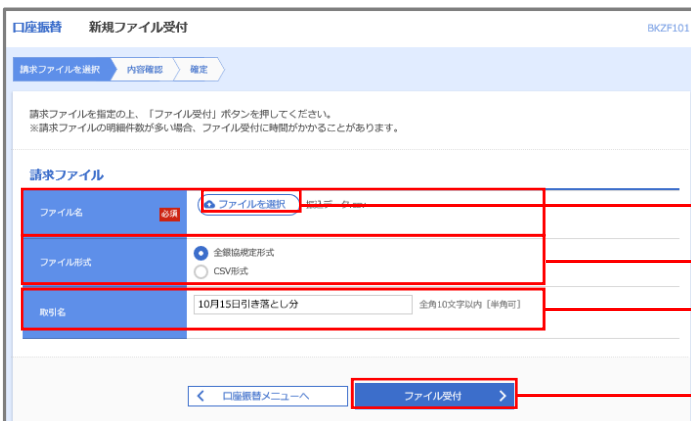 口座振替 新規ファイル受付 BKZF101
請求ファイルを選択 内容確認 確定
請求ファイルを指定の上、「ファイル受付」ボタンを押してください。
※請求ファイルの明細件数が多い場合、ファイル受付に時間がかかることがあります。
請求ファイル
ファイル名 必須 ファイルを選択
ファイル形式 全銀協規定形式
CSV形式
取引名 10月15日引き落とし分 全角10文字以内［半角可］
口座振替メニューへ ファイル受付